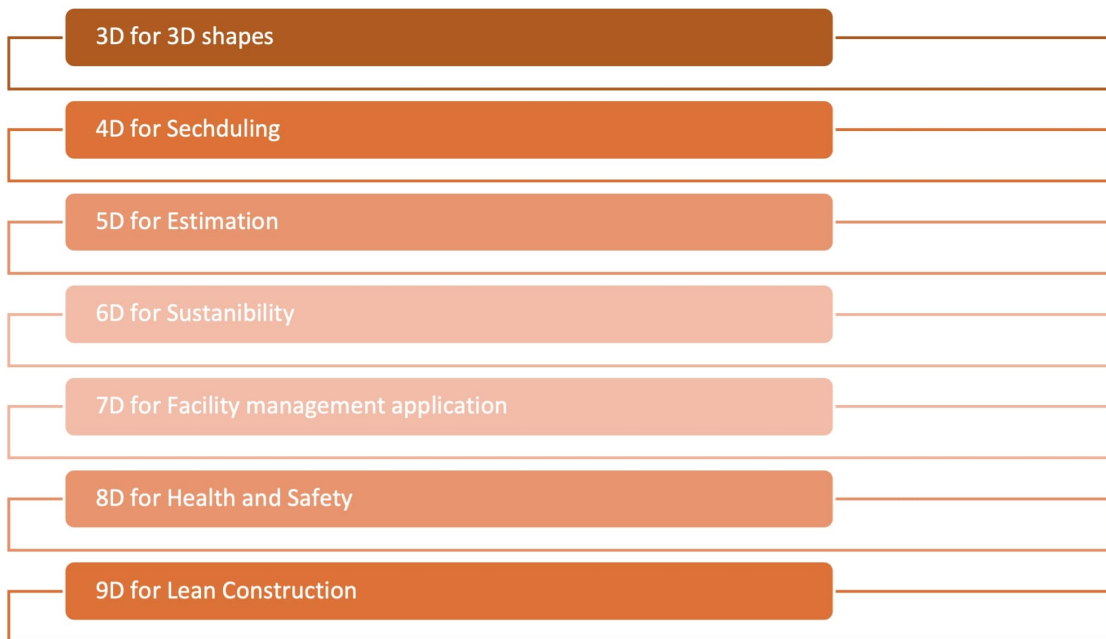 3D for 3D shapes
4D for Sechduling
5D for Estimation
6D for Sustanibility
7D for Facility management application
8D for Health and Safety
9D for Lean Construction